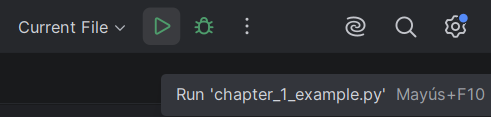 Current File
Run 'chapter_1_example.py' Mayús+F10